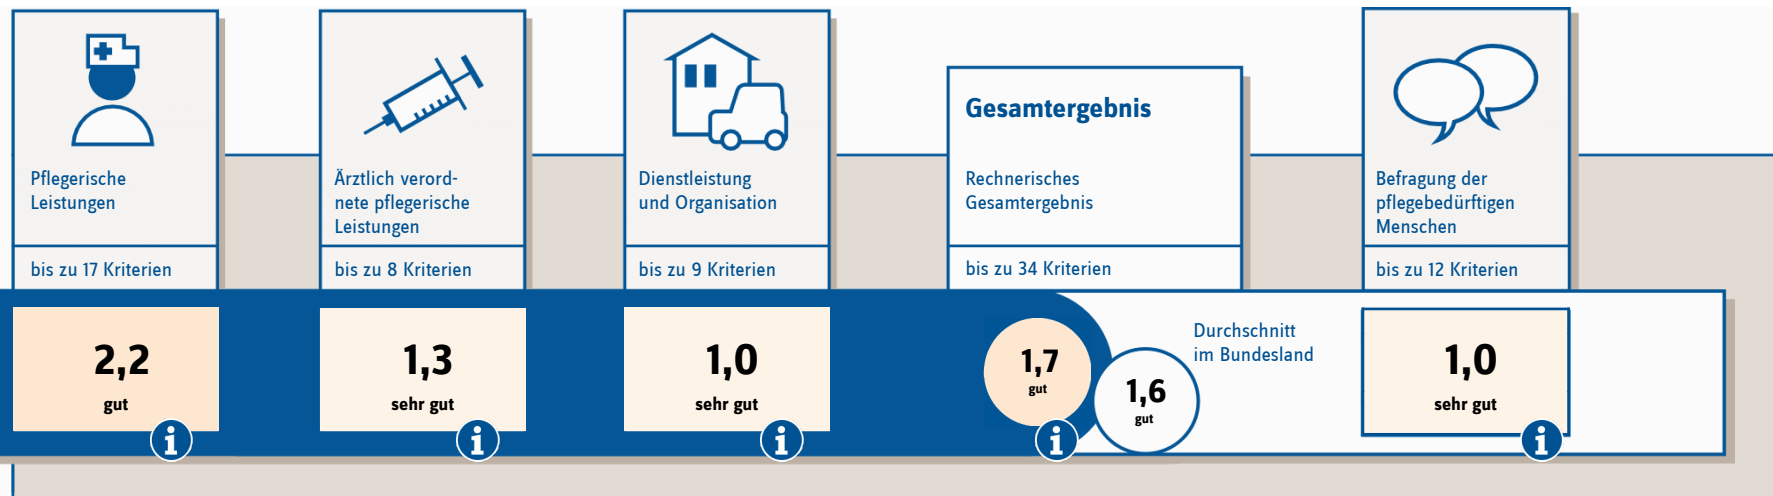 Pflegerische
Leistungen
bis zu 17 Kriterien
2,2
gut
i
Ärztlich verord-
nete pflegerische
Leistungen
bis zu 8 Kriterien
1,3
sehr gut
i
Dienstleistung
und Organisation
bis zu 9 Kriterien
1,0
sehr gut
i
Gesamtergebnis
Rechnerisches
Gesamtergebnis
bis zu 34 Kriterien
1,7
gut
i
1,6
gut
Durchschnitt
im Bundesland
Befragung der
pflegebedürftigen
Menschen
bis zu 12 Kriterien
1,0
sehr gut
i